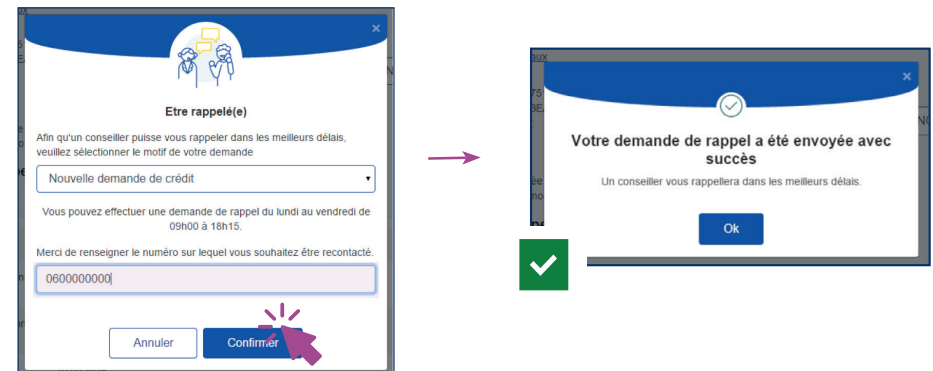 ×
Etre rappelé(e)
Afin qu'un conseiller puisse vous rappeler dans les meilleurs délais,
veuillez sélectionner le motif de votre demande
Nouvelle demande de crédit
Vous pouvez effectuer une demande de rappel du lundi au vendredi de
09h00 à 18h15.
Merci de renseigner le numéro sur lequel vous souhaitez être recontacté.
0600000000
Annuler
Confirmer
aux
×
75
Votre demande de rappel a été envoyée avec
succès
Un conseiller vous rappellera dans les meilleurs délais.
Ok